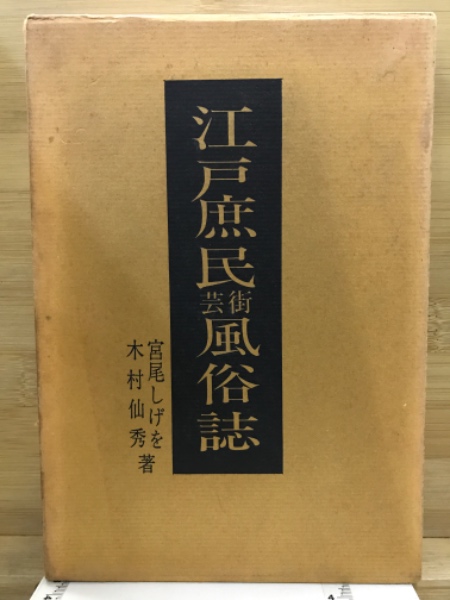 江戸庶民街芸風俗誌
宮尾しげを
木村仙秀 著